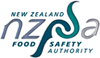 NEW ZEALAND
nzfsa
FOOD SAFETY
AUTHORITY